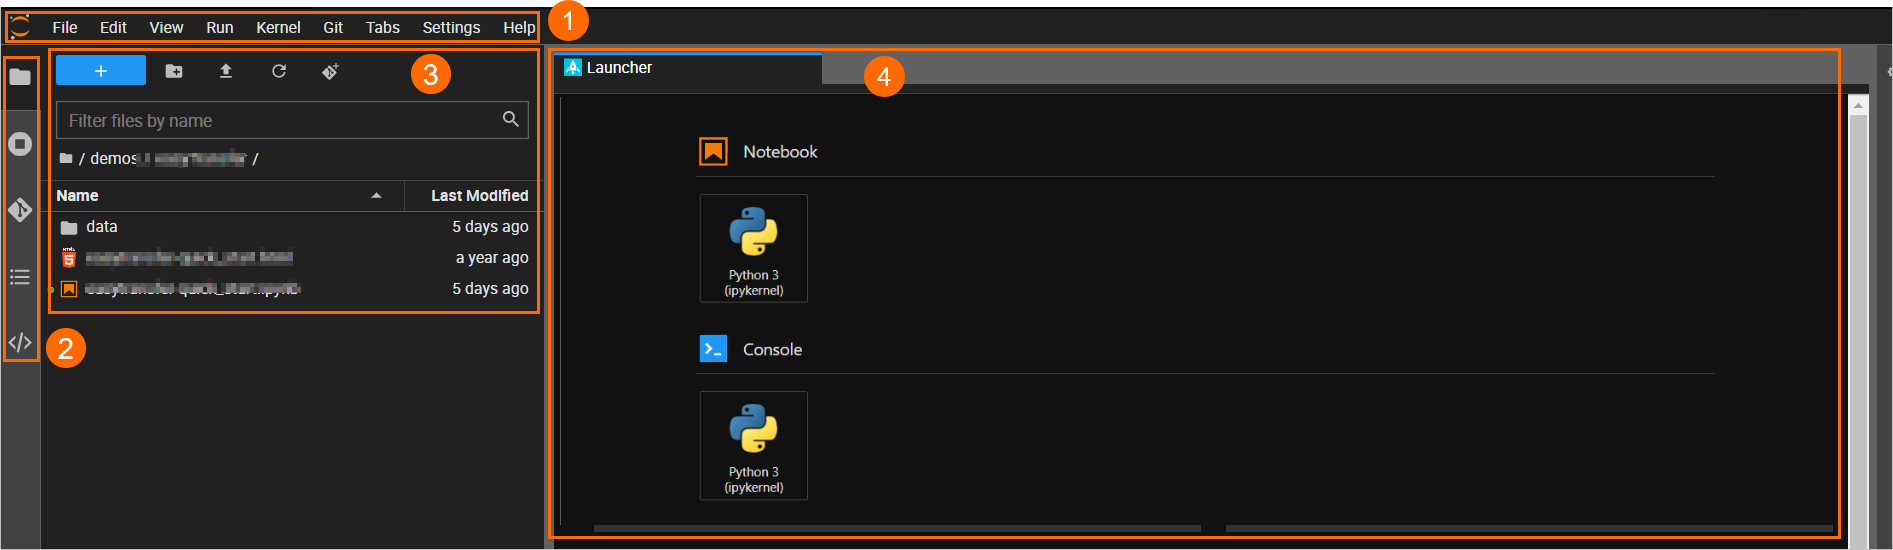 File Edit View Run Kernel Git Tabs Settings Help
1
3
Launcher
4
Filter files by name
/ demos / /
Name Last Modified
data 5 days ago
HTML
5
a year ago
5 days ago
2
Notebook
Python 3
(ipykernel)
Console
Python 3
(ipykernel)